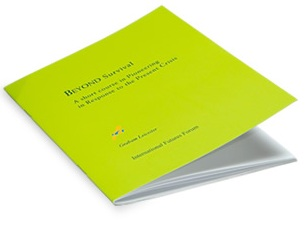 BEYOND Survival
A short course in Pioneering
in Response to the Present Crisis
Graham Leicester
International Futures Forum